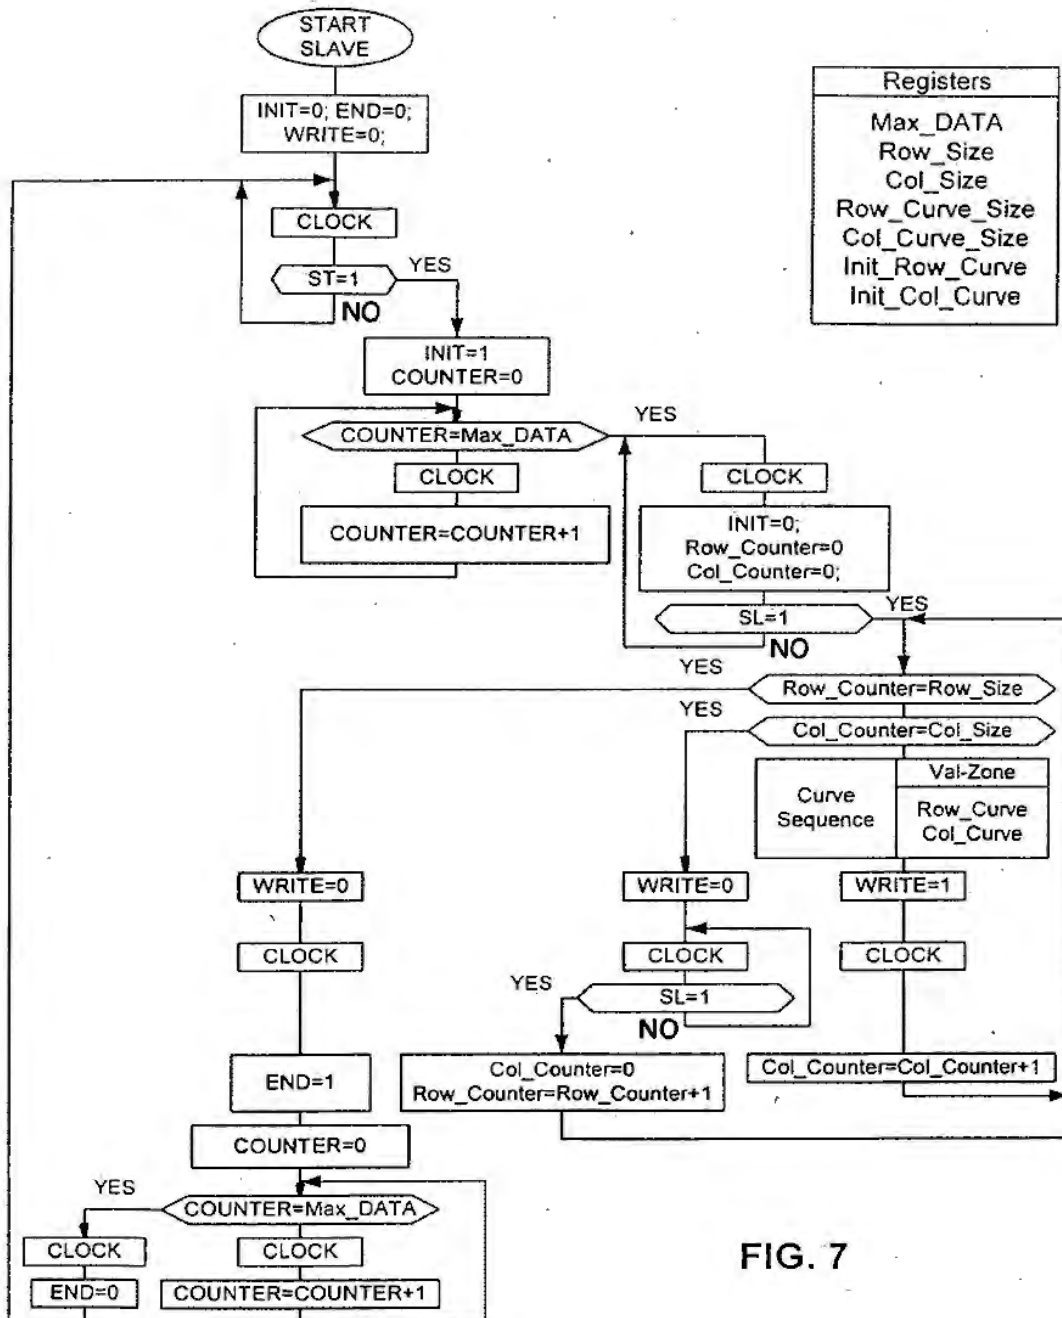 START
SLAVE
INIT=0; END=0;
WRITE=0;
CLOCK
ST=1
YES
NO
INIT=1
COUNTER=0
COUNTER=Max_DATA
YES
CLOCK
COUNTER=COUNTER+1
CLOCK
INIT=0;
Row_Counter=0
Col_Counter=0;
SL=1
YES
NO
Registers
Max_DATA
Row_Size
Col_Size
Row_Curve_Size
Col_Curve_Size
Init_Row_Curve
Init_Col_Curve
YES
Row_Counter=Row_Size
YES
Col_Counter=Col_Size
Curve
Sequence
Val-Zone
Row_Curve
Col_Curve
WRITE=0
WRITE=0
WRITE=1
CLOCK
CLOCK
CLOCK
YES
SL=1
NO
END=1
Col_Counter=0
Row_Counter=Row_Counter+1
Col_Counter=Col_Counter+1
COUNTER=0
YES
COUNTER=Max_DATA
CLOCK
CLOCK
END=0
COUNTER=COUNTER+1
FIG. 7